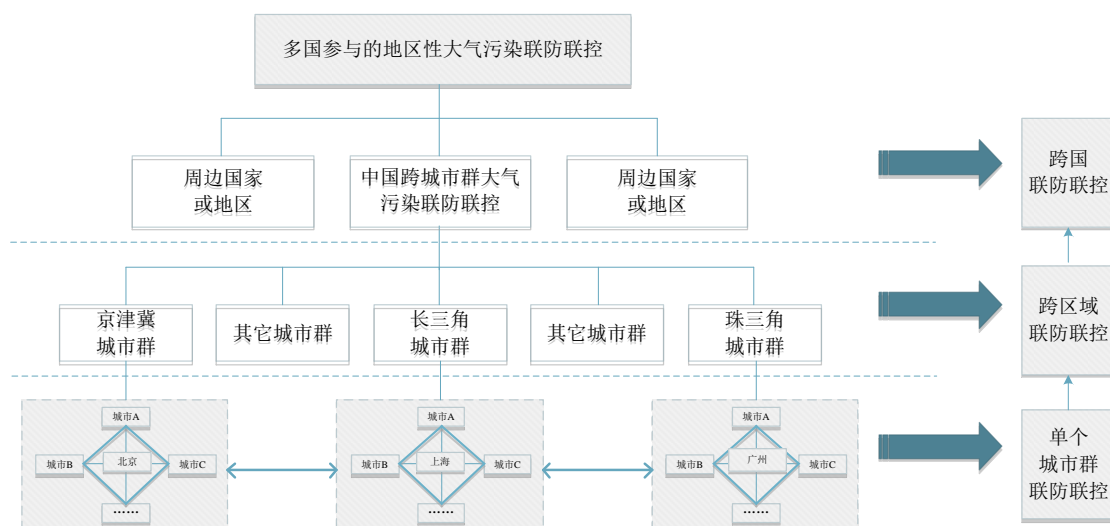 多国参与的地区性大气污染联防联控
周边国家
或地区
中国跨城市群大气
污染联防联控
周边国家
或地区
跨国
联防联控
京津冀
城市群
其它城市群
长三角
城市群
其它城市群
珠三角
城市群
跨区域
联防联控
城市A
城市B
北京
城市C
……
城市A
城市B
上海
城市C
……
城市A
城市B
广州
城市C
……
单个
城市群
联防联控